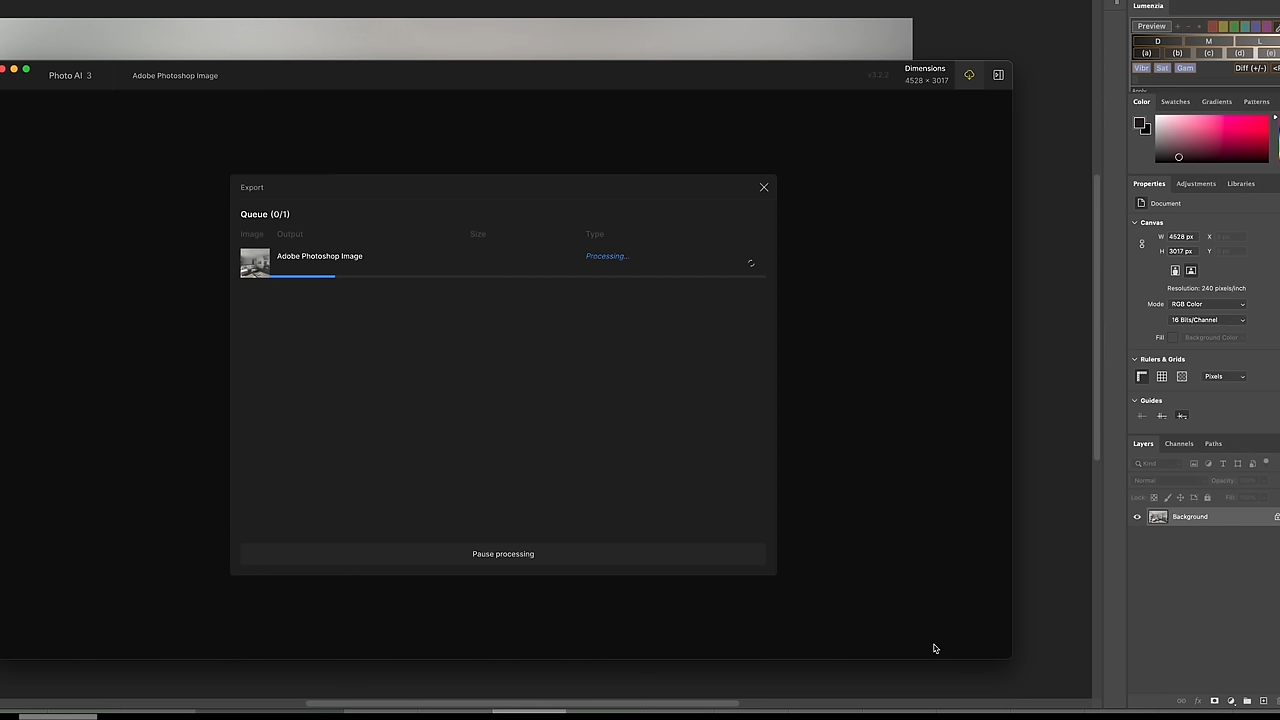 Lumenzia
Preview
D M L
(a) (b) (c) (d) (e)
Vibr Sat Gam Diff (+/-)
Photo AI 3 Adobe Photoshop Image v3.2.2 Dimensions
4528 × 3017
Color Swatches Gradients Patterns
Export
Queue (0/1)
Image Output Size Type
Adobe Photoshop Image Processing...
Pause processing
Properties Adjustments Libraries
Document
Canvas
W 4528 px X
H 3017 px Y
Resolution: 240 pixels/inch
Mode RGB Color
16 Bits/Channel
Fill Background Color
Rulers & Grids
Pixels
Guides
Layers Channels Paths
Kind
Normal Opacity:
Lock: Fill:
Background